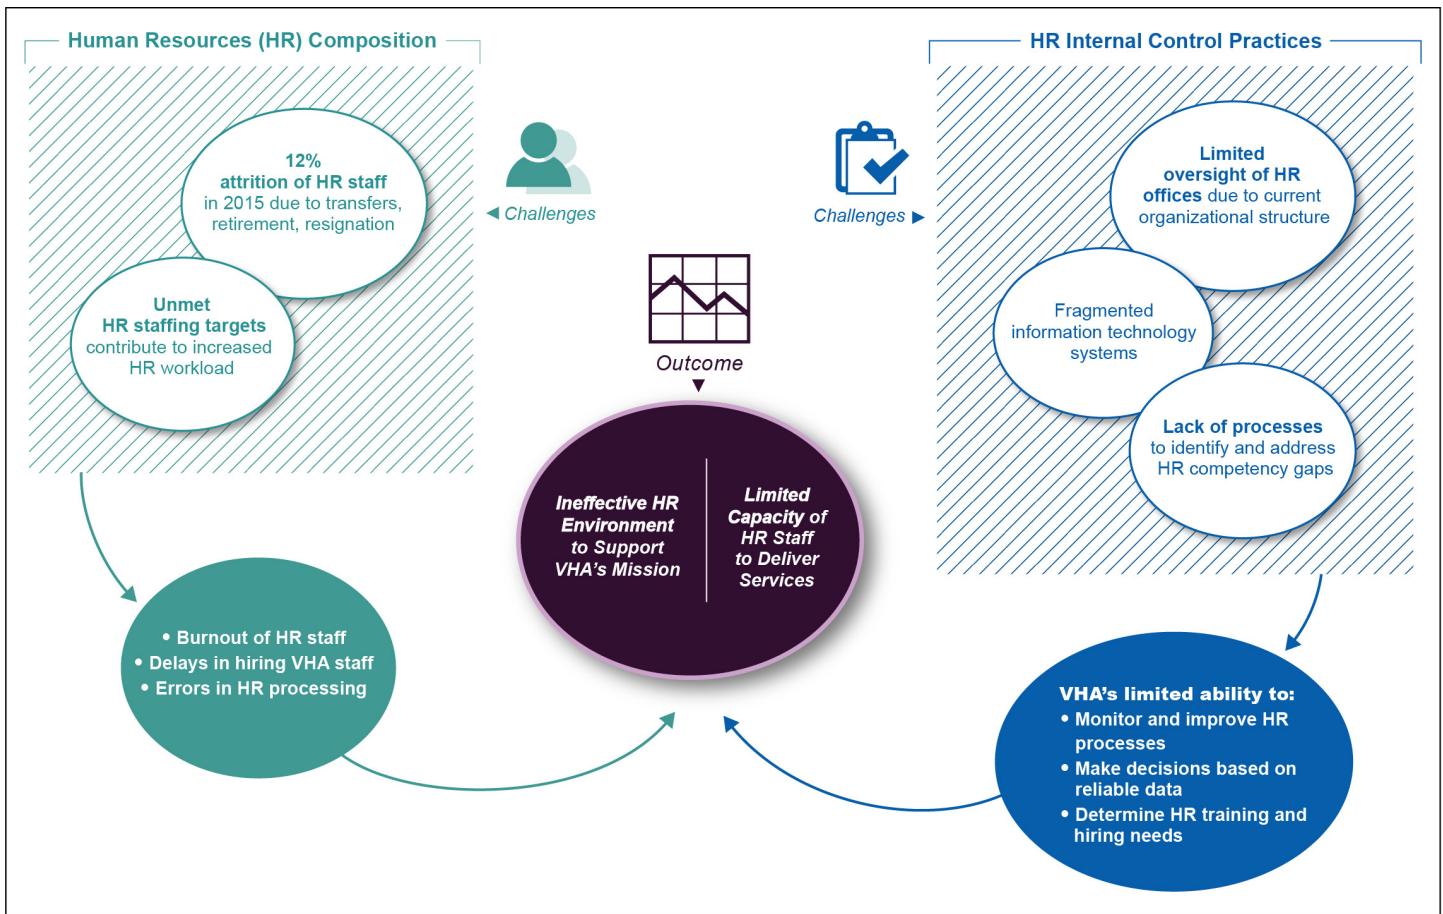 Human Resources (HR) Composition
12%
attrition of HR staff
in 2015 due to transfers,
retirement, resignation
Unmet
HR staffing targets
contribute to increased
HR workload
◄ Challenges
Challenges ►
HR Internal Control Practices
Limited
oversight of HR
offices due to current
organizational structure
Fragmented
information technology
systems
Lack of processes
to identify and address
HR competency gaps
Outcome
▼
Ineffective HR
Environment
to Support
VHA's Mission
Limited
Capacity of
HR Staff
to Deliver
Services
• Burnout of HR staff
• Delays in hiring VHA staff
• Errors in HR processing
VHA's limited ability to:
• Monitor and improve HR
processes
• Make decisions based on
reliable data
• Determine HR training and
hiring needs